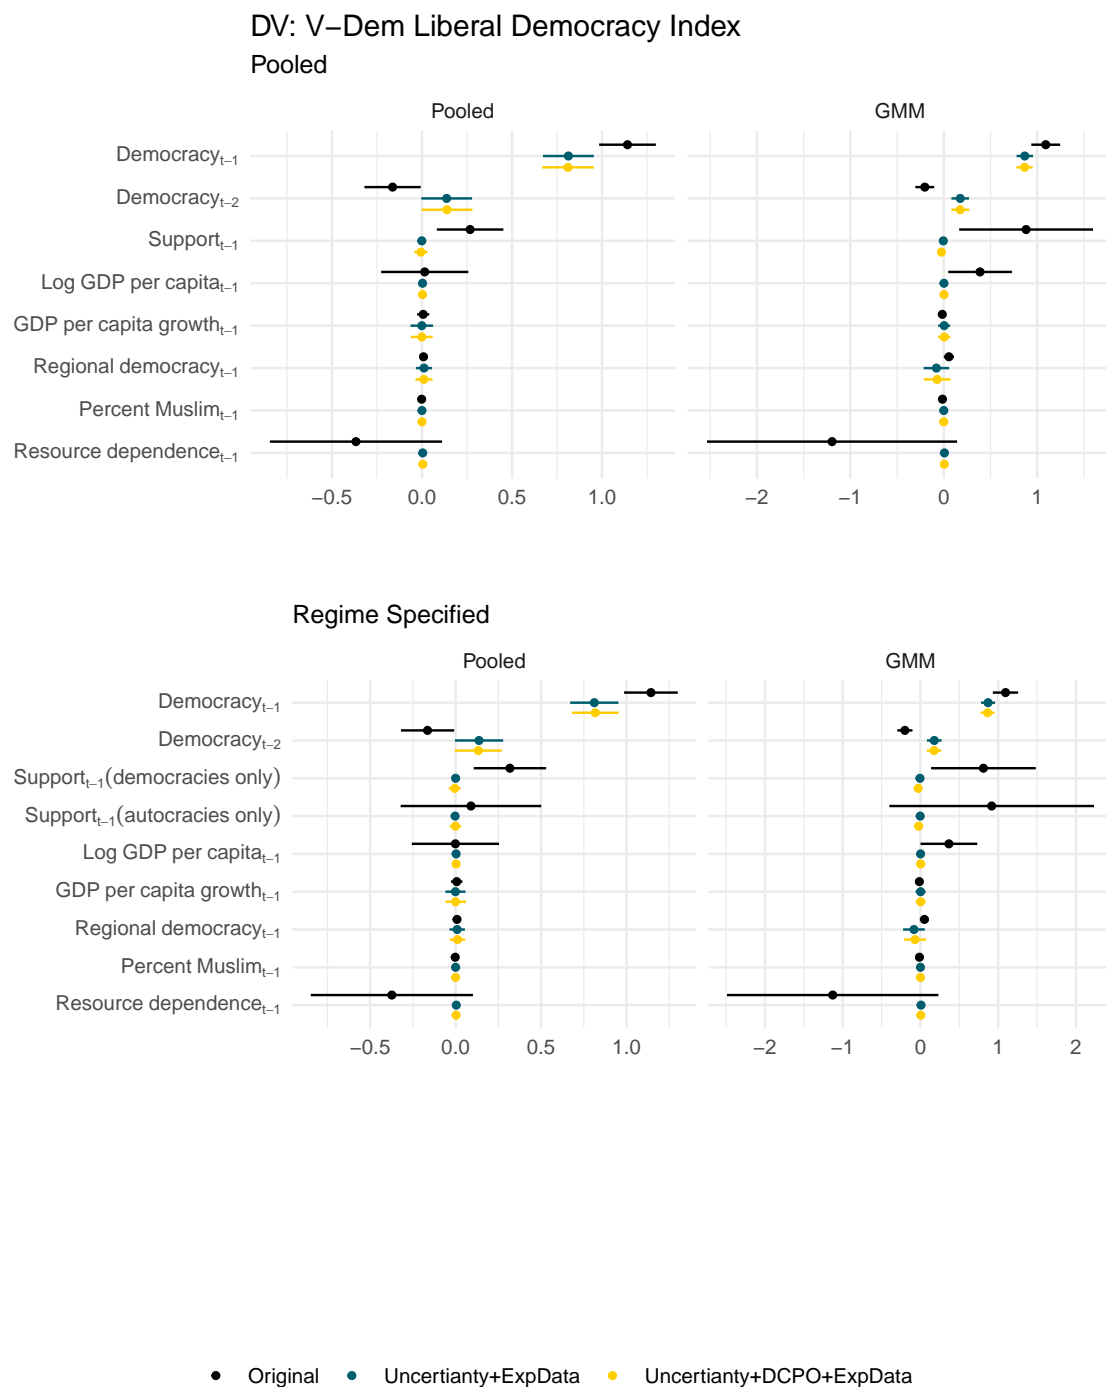 DV: V−Dem Liberal Democracy Index
Pooled
Pooled GMM
Democracyt−1
Democracyt−2
Supportt−1
Log GDP per capitat−1
GDP per capita growtht−1
Regional democracyt−1
Percent Muslimt−1
Resource dependencet−1
−0.5 0.0 0.5 1.0 −2 −1 0 1
Regime Specified
Pooled GMM
Democracyt−1
Democracyt−2
Supportt−1(democracies only)
Supportt−1(autocracies only)
Log GDP per capitat−1
GDP per capita growtht−1
Regional democracyt−1
Percent Muslimt−1
Resource dependencet−1
−0.5 0.0 0.5 1.0 −2 −1 0 1 2
Original Uncertianty+ExpData Uncertianty+DCPO+ExpData